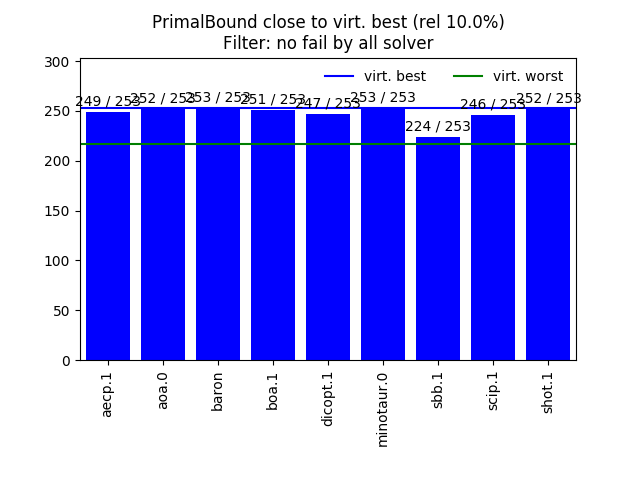 PrimalBound close to virt. best (rel 10.0%)
Filter: no fail by all solver
virt. best
virt. worst
249 / 253
252 / 253
253 / 253
251 / 253
247 / 253
253 / 253
224 / 253
246 / 253
252 / 253
300
250
200
150
100
50
0
aecp.1
aoa.0
baron
boa.1
dicopt.1
minotaur.0
sbb.1
scip.1
shot.1